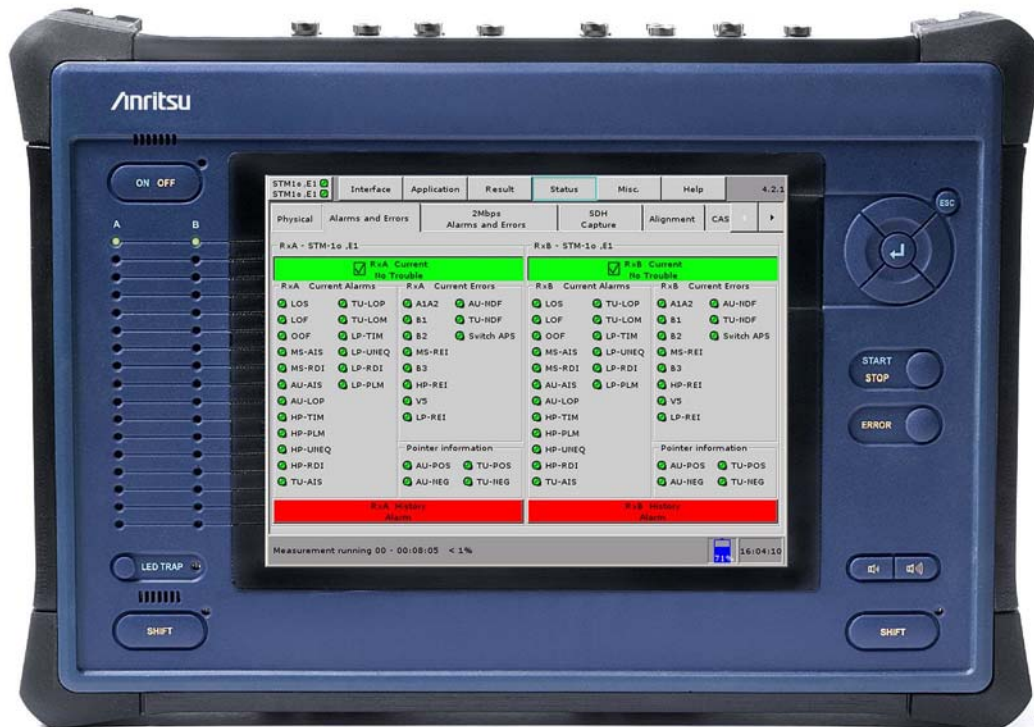 Anritsu
ON OFF
A B
LED TRAP
SHIFT
STM1o ,E1
STM1o ,E1
Interface Application Result Status Misc. Help 4.2.1
Physical Alarms and Errors 2Mbps Alarms and Errors SDH Capture Alignment CAS
RxA - STM-1o ,E1
RxA Current
No Trouble
RxA Current Alarms RxA Current Errors
LOS TU-LOP A1A2 AU-NDF
LOF TU-LOM B1 TU-NDF
OOF LP-TIM B2 Switch APS
MS-AIS LP-UNEQ MS-REI
MS-RDI LP-RDI B3
AU-AIS LP-PLM HP-REI
AU-LOP V5
HP-TIM LP-REI
HP-PLM
HP-UNEQ Pointer information
HP-RDI AU-POS TU-POS
TU-AIS AU-NEG TU-NEG
RxA History
Alarm
RxB - STM-1o ,E1
RxB Current
No Trouble
RxB Current Alarms RxB Current Errors
LOS TU-LOP A1A2 AU-NDF
LOF TU-LOM B1 TU-NDF
OOF LP-TIM B2 Switch APS
MS-AIS LP-UNEQ MS-REI
MS-RDI LP-RDI B3
AU-AIS LP-PLM HP-REI
AU-LOP V5
HP-TIM LP-REI
HP-PLM
HP-UNEQ Pointer information
HP-RDI AU-POS TU-POS
TU-AIS AU-NEG TU-NEG
RxB History
Alarm
Measurement running 00 - 00:08:05 < 1% 71% 16:04:10
ESC
START
STOP
ERROR
SHIFT